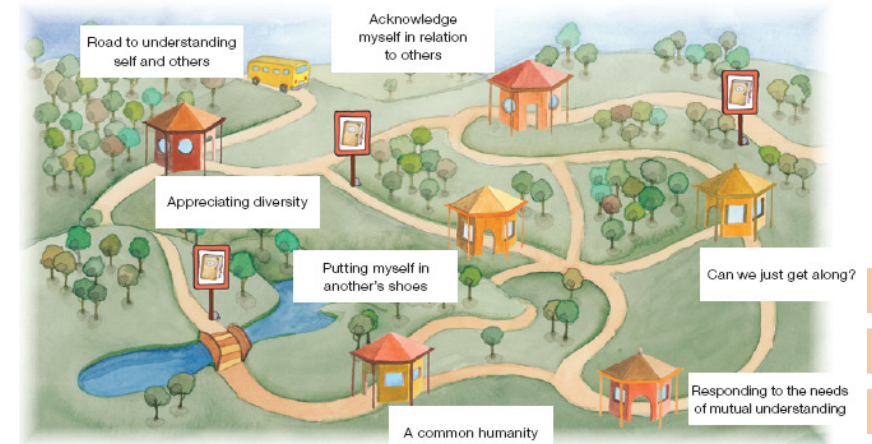 Acknowledge
myself in relation
to others
Road to understanding
self and others
Appreciating diversity
Putting myself in
another's shoes
Can we just get along?
Responding to the needs
of mutual understanding
A common humanity